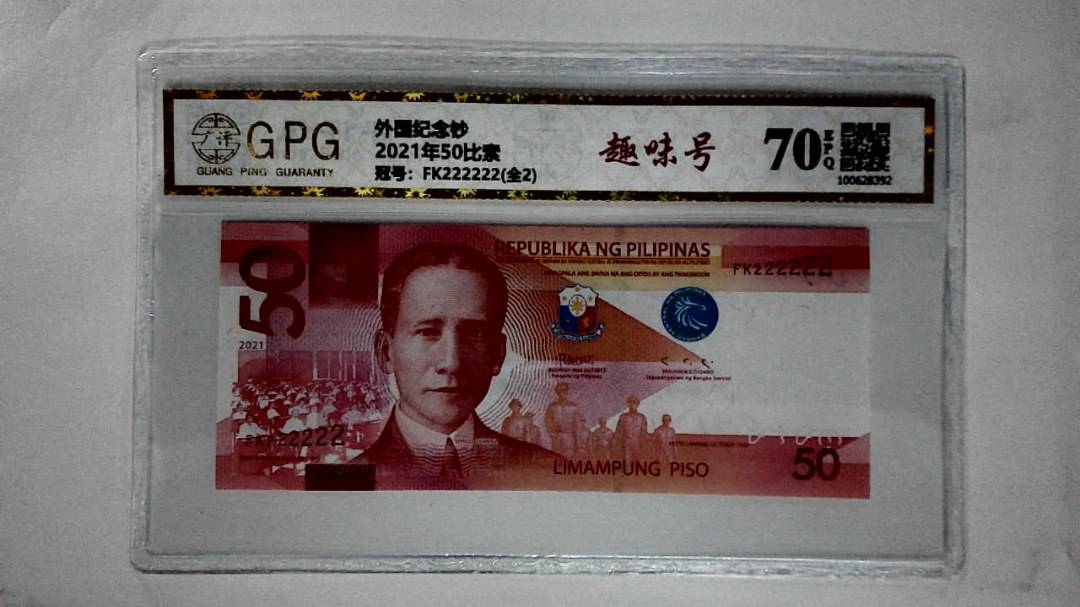 广评
GPG
GUANG PING GUARANTY
外国纪念钞
2021年50比索
冠号：FK222222(全2)
趣味号
70
EPQ
100628392
50
REPUBLIKA NG PILIPINAS
FK222222
2021
FK222222
LIMAMPUNG PISO
50